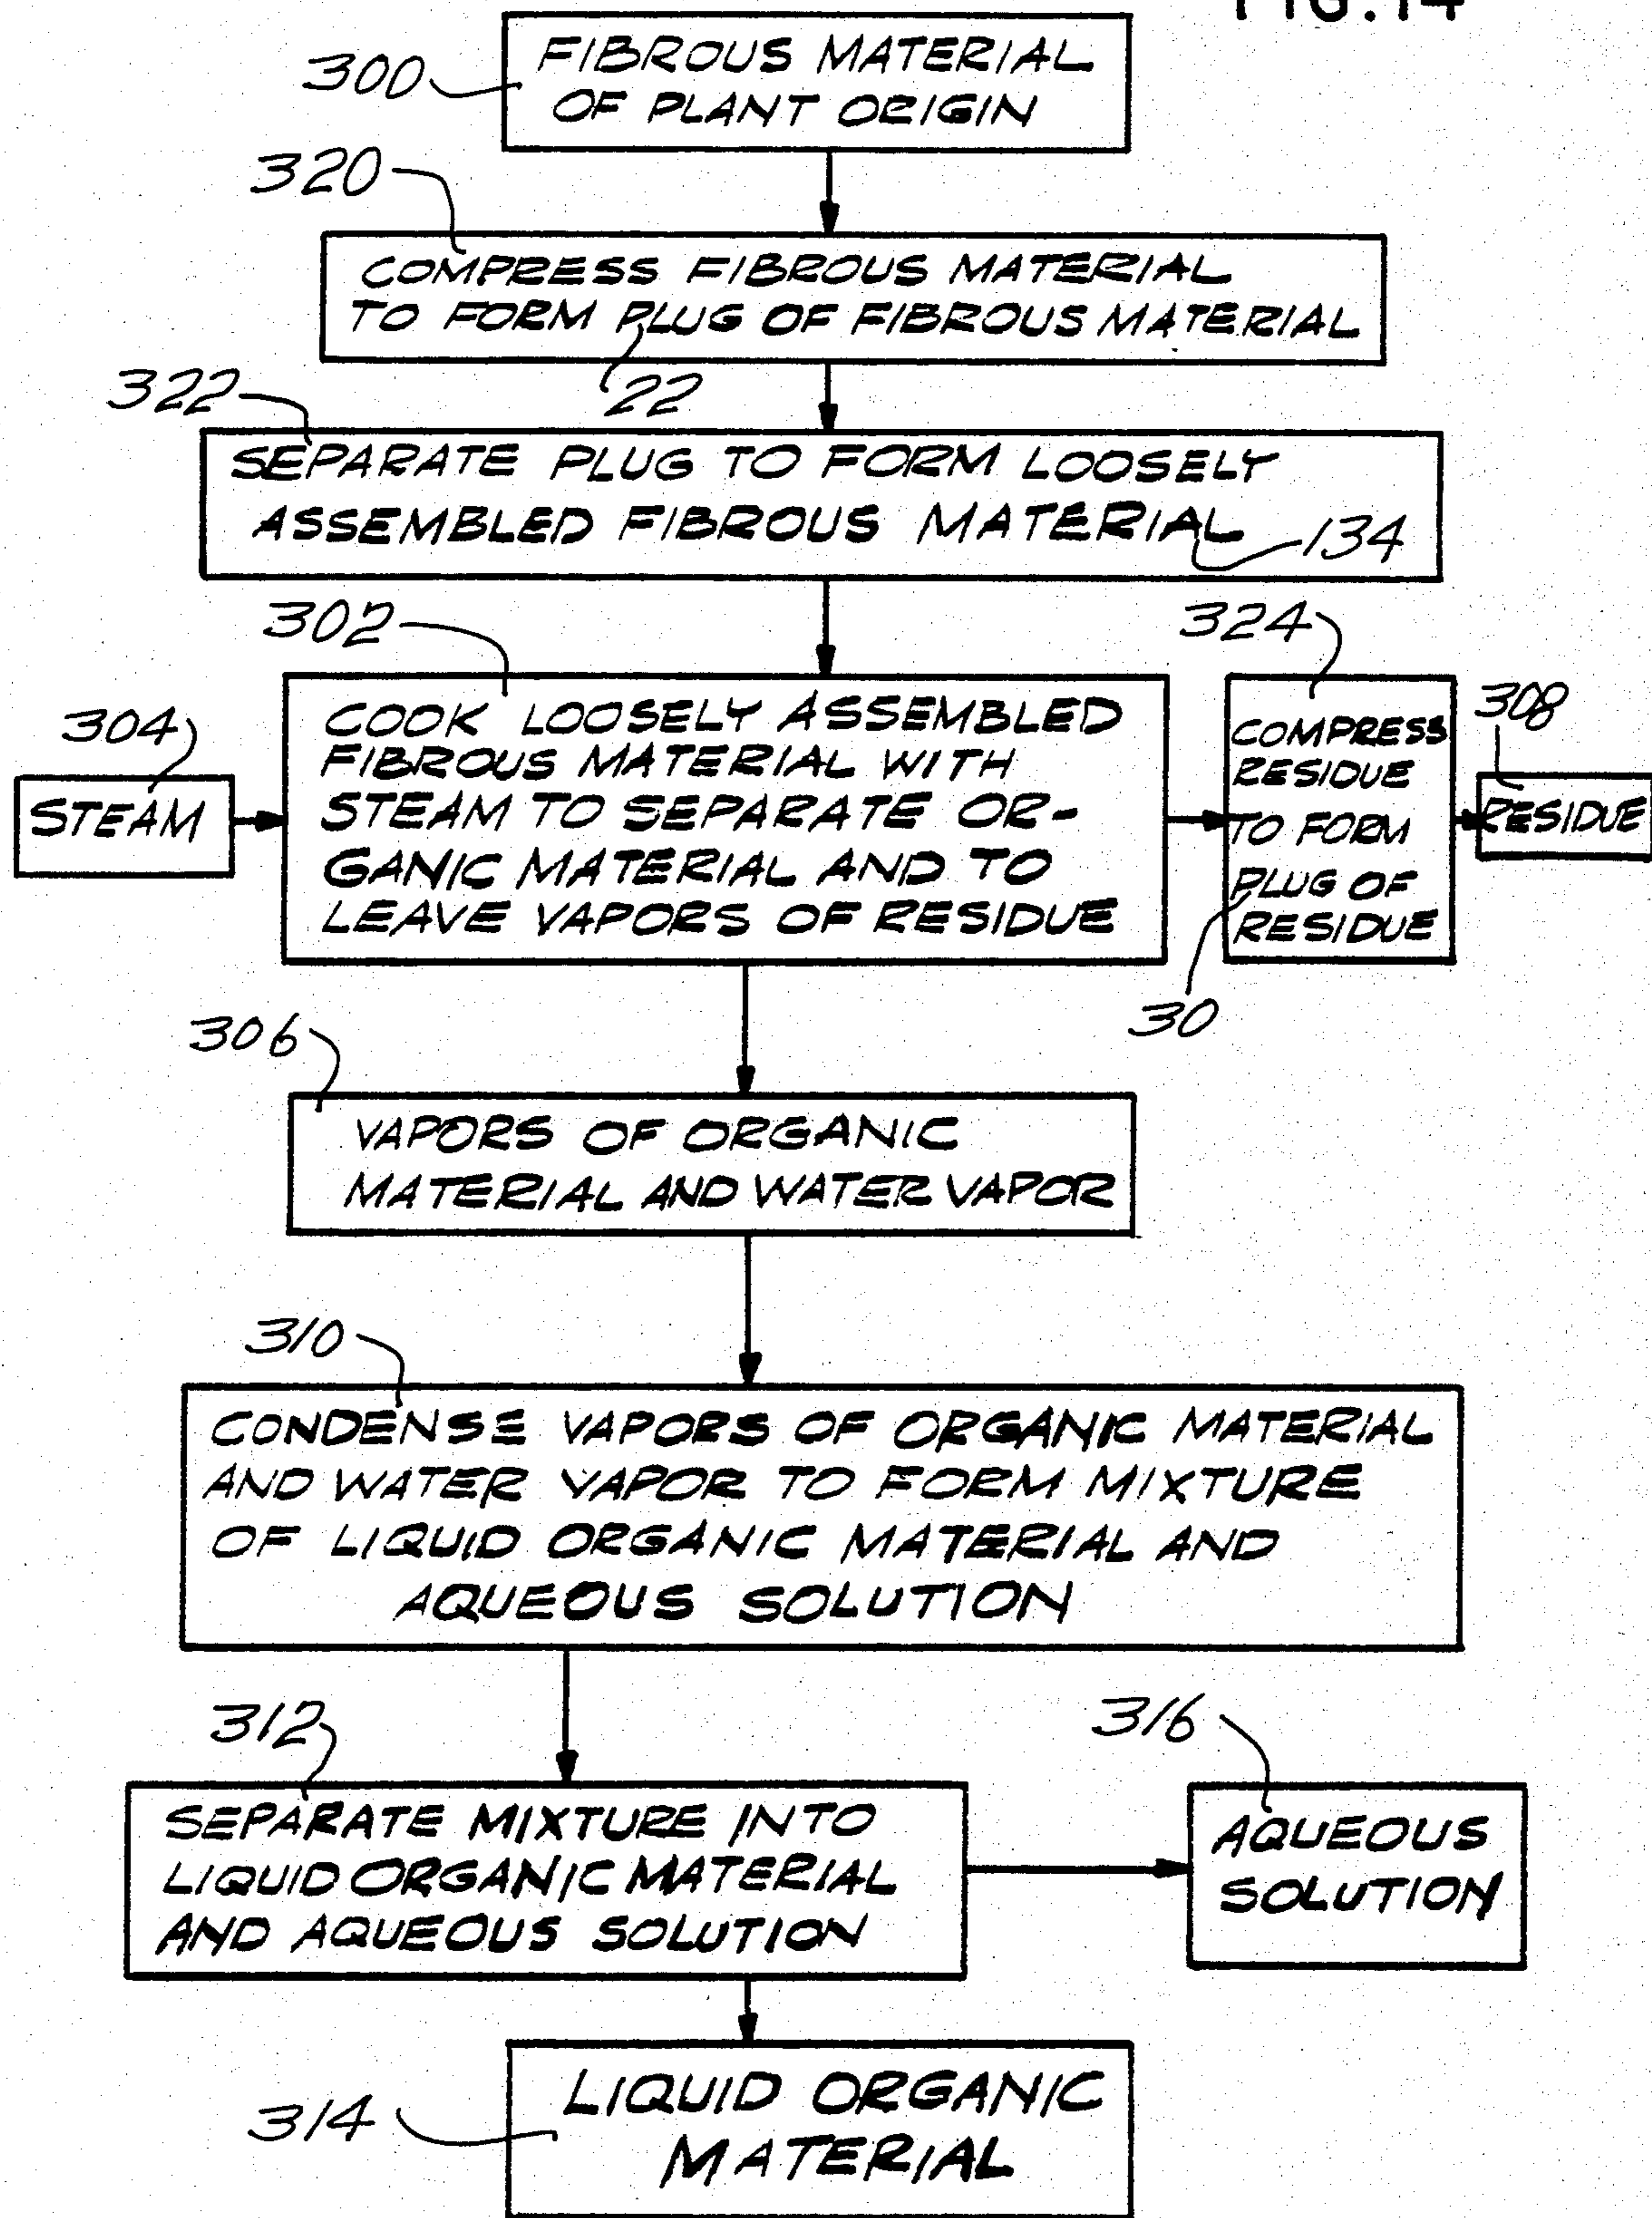 FIG.14
300
FIBROUS MATERIAL
OF PLANT ORIGIN
320
COMPRESS FIBROUS MATERIAL
TO FORM PLUG OF FIBROUS MATERIAL
22
322
SEPARATE PLUG TO FORM LOOSELY
ASSEMBLED FIBROUS MATERIAL
134
302
COOK LOOSELY ASSEMBLED
FIBROUS MATERIAL WITH
STEAM TO SEPARATE OR-
GANIC MATERIAL AND TO
LEAVE VAPORS OF RESIDUE
304
STEAM
324
COMPRESS
RESIDUE
TO FORM
PLUG OF
RESIDUE
30
308
RESIDUE
306
VAPORS OF ORGANIC
MATERIAL AND WATER VAPOR
310
CONDENSE VAPORS OF ORGANIC MATERIAL
AND WATER VAPOR TO FORM MIXTURE
OF LIQUID ORGANIC MATERIAL AND
AQUEOUS SOLUTION
312
SEPARATE MIXTURE INTO
LIQUID ORGANIC MATERIAL
AND AQUEOUS SOLUTION
316
AQUEOUS
SOLUTION
314
LIQUID ORGANIC
MATERIAL